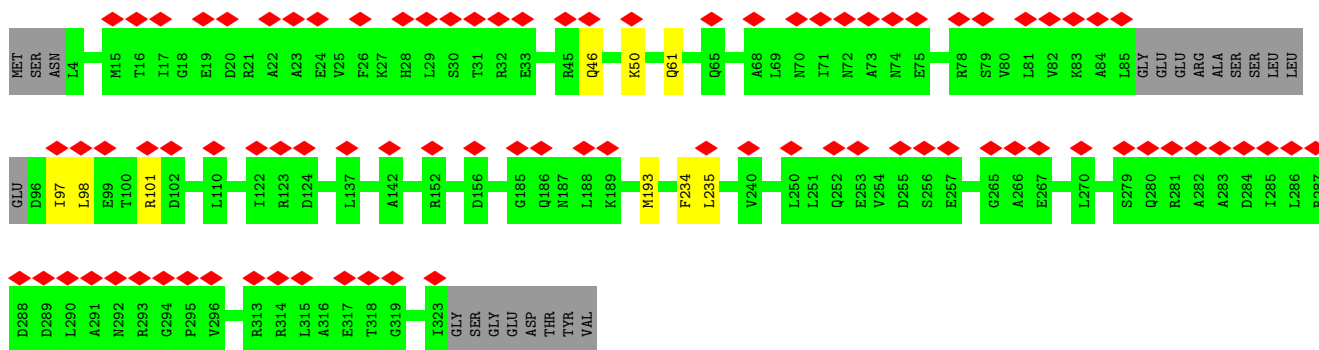 MET SER ASN L4 M15 T16 I17 G18 E19 D20 R21 A22 A23 E24 V25 F26 K27 H28 L29 S30 T31 R32 E33 R45 Q46 K50 Q61 Q65 A68 L69 N70 I71 N72 A73 N74 E75 R78 S79 V80 L81 V82 K83 A84 L85 GLY GLU GLU ARG ALA SER SER LEU LEU
GLU D96 I97 L98 E99 T100 R101 D102 L110 I122 R123 D124 L137 A142 R152 D156 G185 Q186 N187 L188 K189 M193 F234 L235 V240 L250 L251 Q252 E253 V254 D255 S256 E257 G265 A266 E267 L270 S279 Q280 R281 A282 A283 D284 I285 L286 R287
D288 D289 L290 A291 N292 R293 G294 P295 V296 R313 R314 L315 A316 E317 T318 G319 I323 GLY SER GLY GLU ASP THR TYR VAL